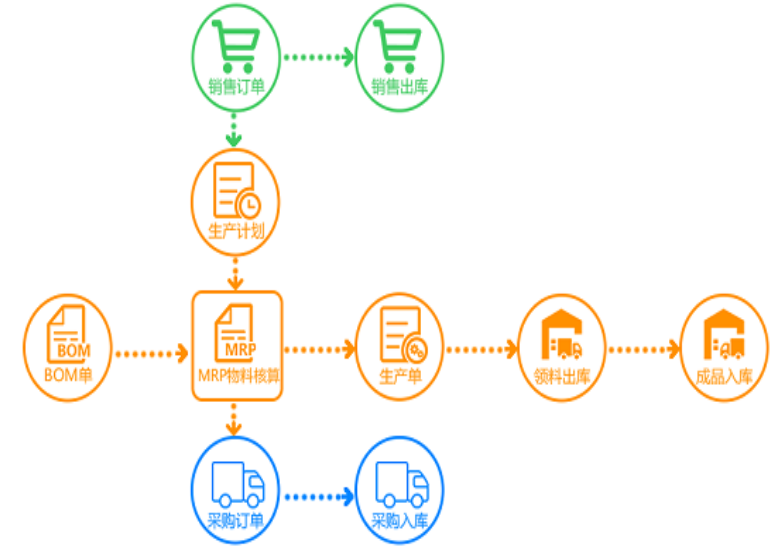 销售订单
销售出库
生产计划
BOM
BOM单
MRP
MRP物料核算
生产单
领料出库
成品入库
采购订单
采购入库